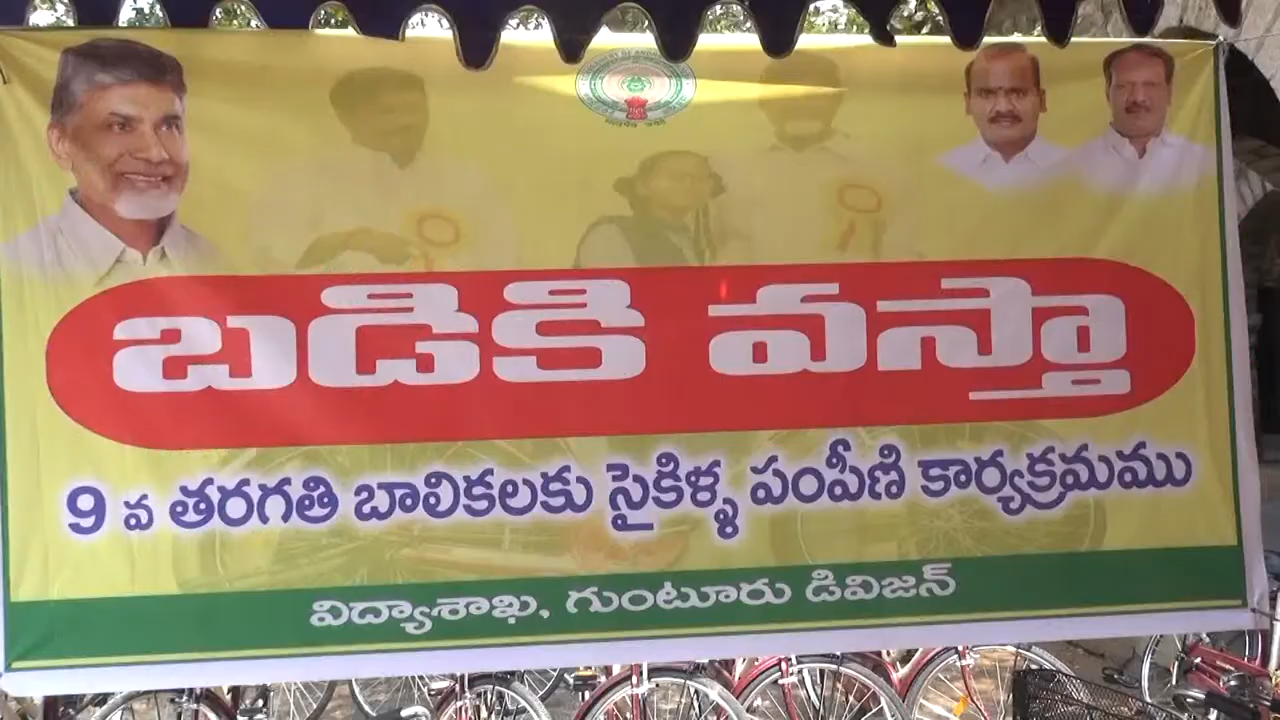 బడికి వస్తా
9 వ తరగతి బాలికలకు సైకిళ్ళ పంపిణి కార్యక్రమము
విద్యాశాఖ, గుంటూరు డివిజన్